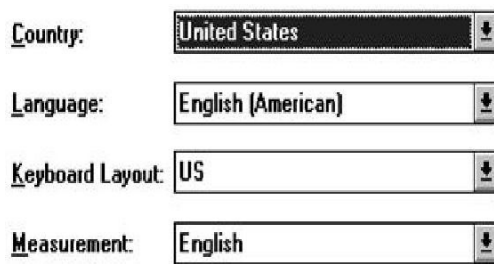 Country: United States
Language: English (American)
Keyboard Layout: US
Measurement: English